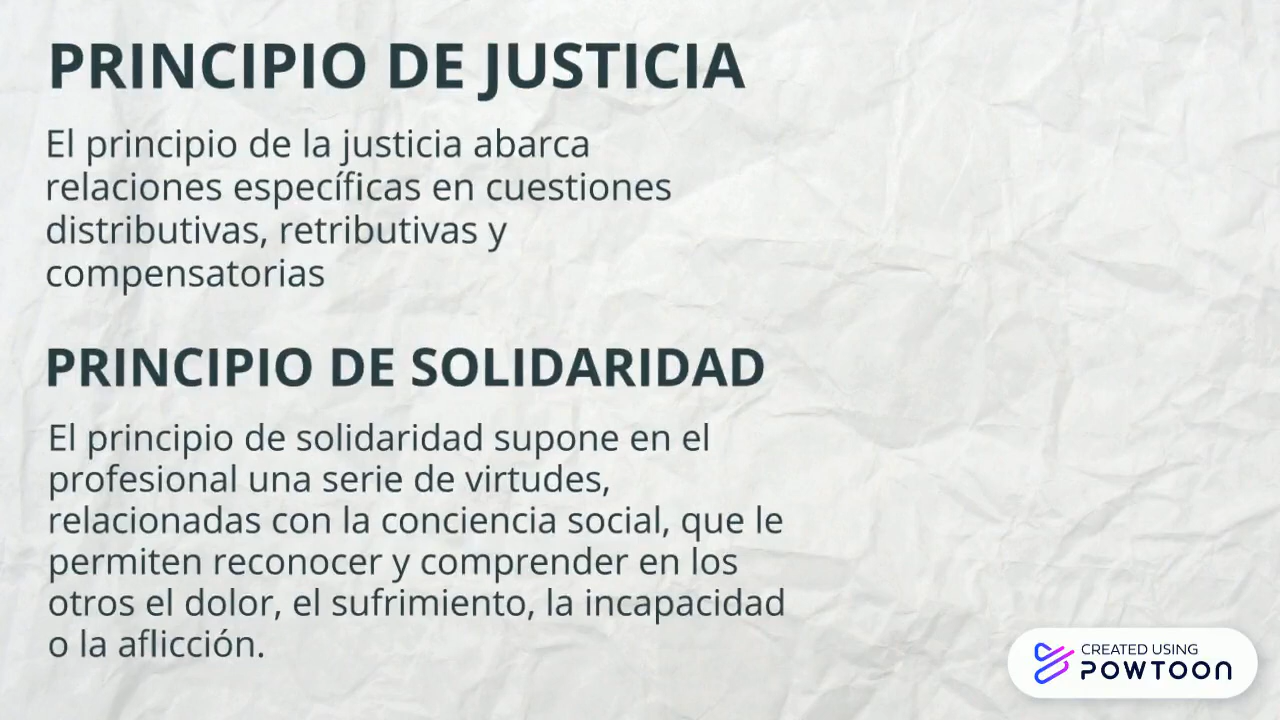 PRINCIPIO DE JUSTICIA
El principio de la justicia abarca
relaciones específicas en cuestiones
distributivas, retributivas y
compensatorias
PRINCIPIO DE SOLIDARIDAD
El principio de solidaridad supone en el
profesional una serie de virtudes,
relacionadas con la conciencia social, que le
permiten reconocer y comprender en los
otros el dolor, el sufrimiento, la incapacidad
o la aflicción.
CREATED USING
POWTOON